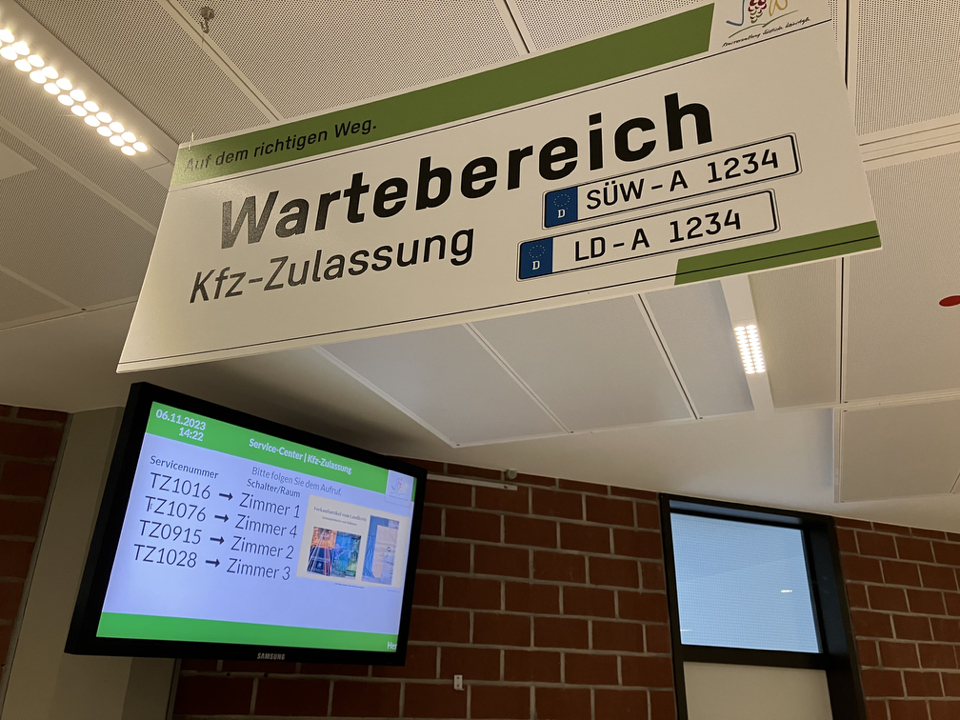 Auf dem richtigen Weg.
Wartebereich
Kfz-Zulassung
D SÜW-A 1234
D LD-A 1234
06.11.2023
14:22
Service-Center | Kfz-Zulassung
Bitte folgen Sie dem Aufruf
Servicenummer Schalter/Raum
TZ1016 → Zimmer 1
TZ1076 → Zimmer 4
TZ0915 → Zimmer 2
TZ1028 → Zimmer 3
SAMSUNG